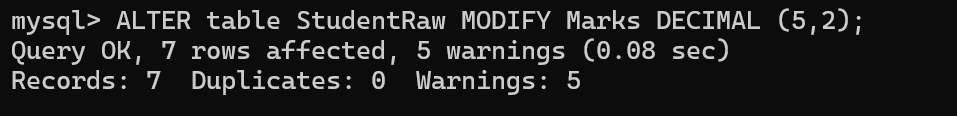 mysql> ALTER table StudentRaw MODIFY Marks DECIMAL (5,2);
Query OK, 7 rows affected, 5 warnings (0.08 sec)
Records: 7  Duplicates: 0  Warnings: 5